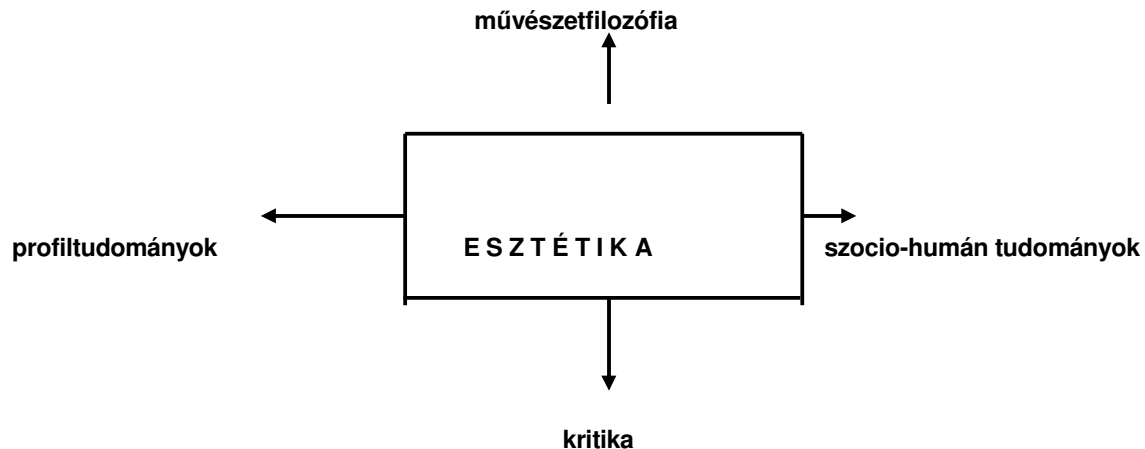 művészetfilozófia
profiltudományok
E S Z T É T I K A
szocio-humán tudományok
kritika